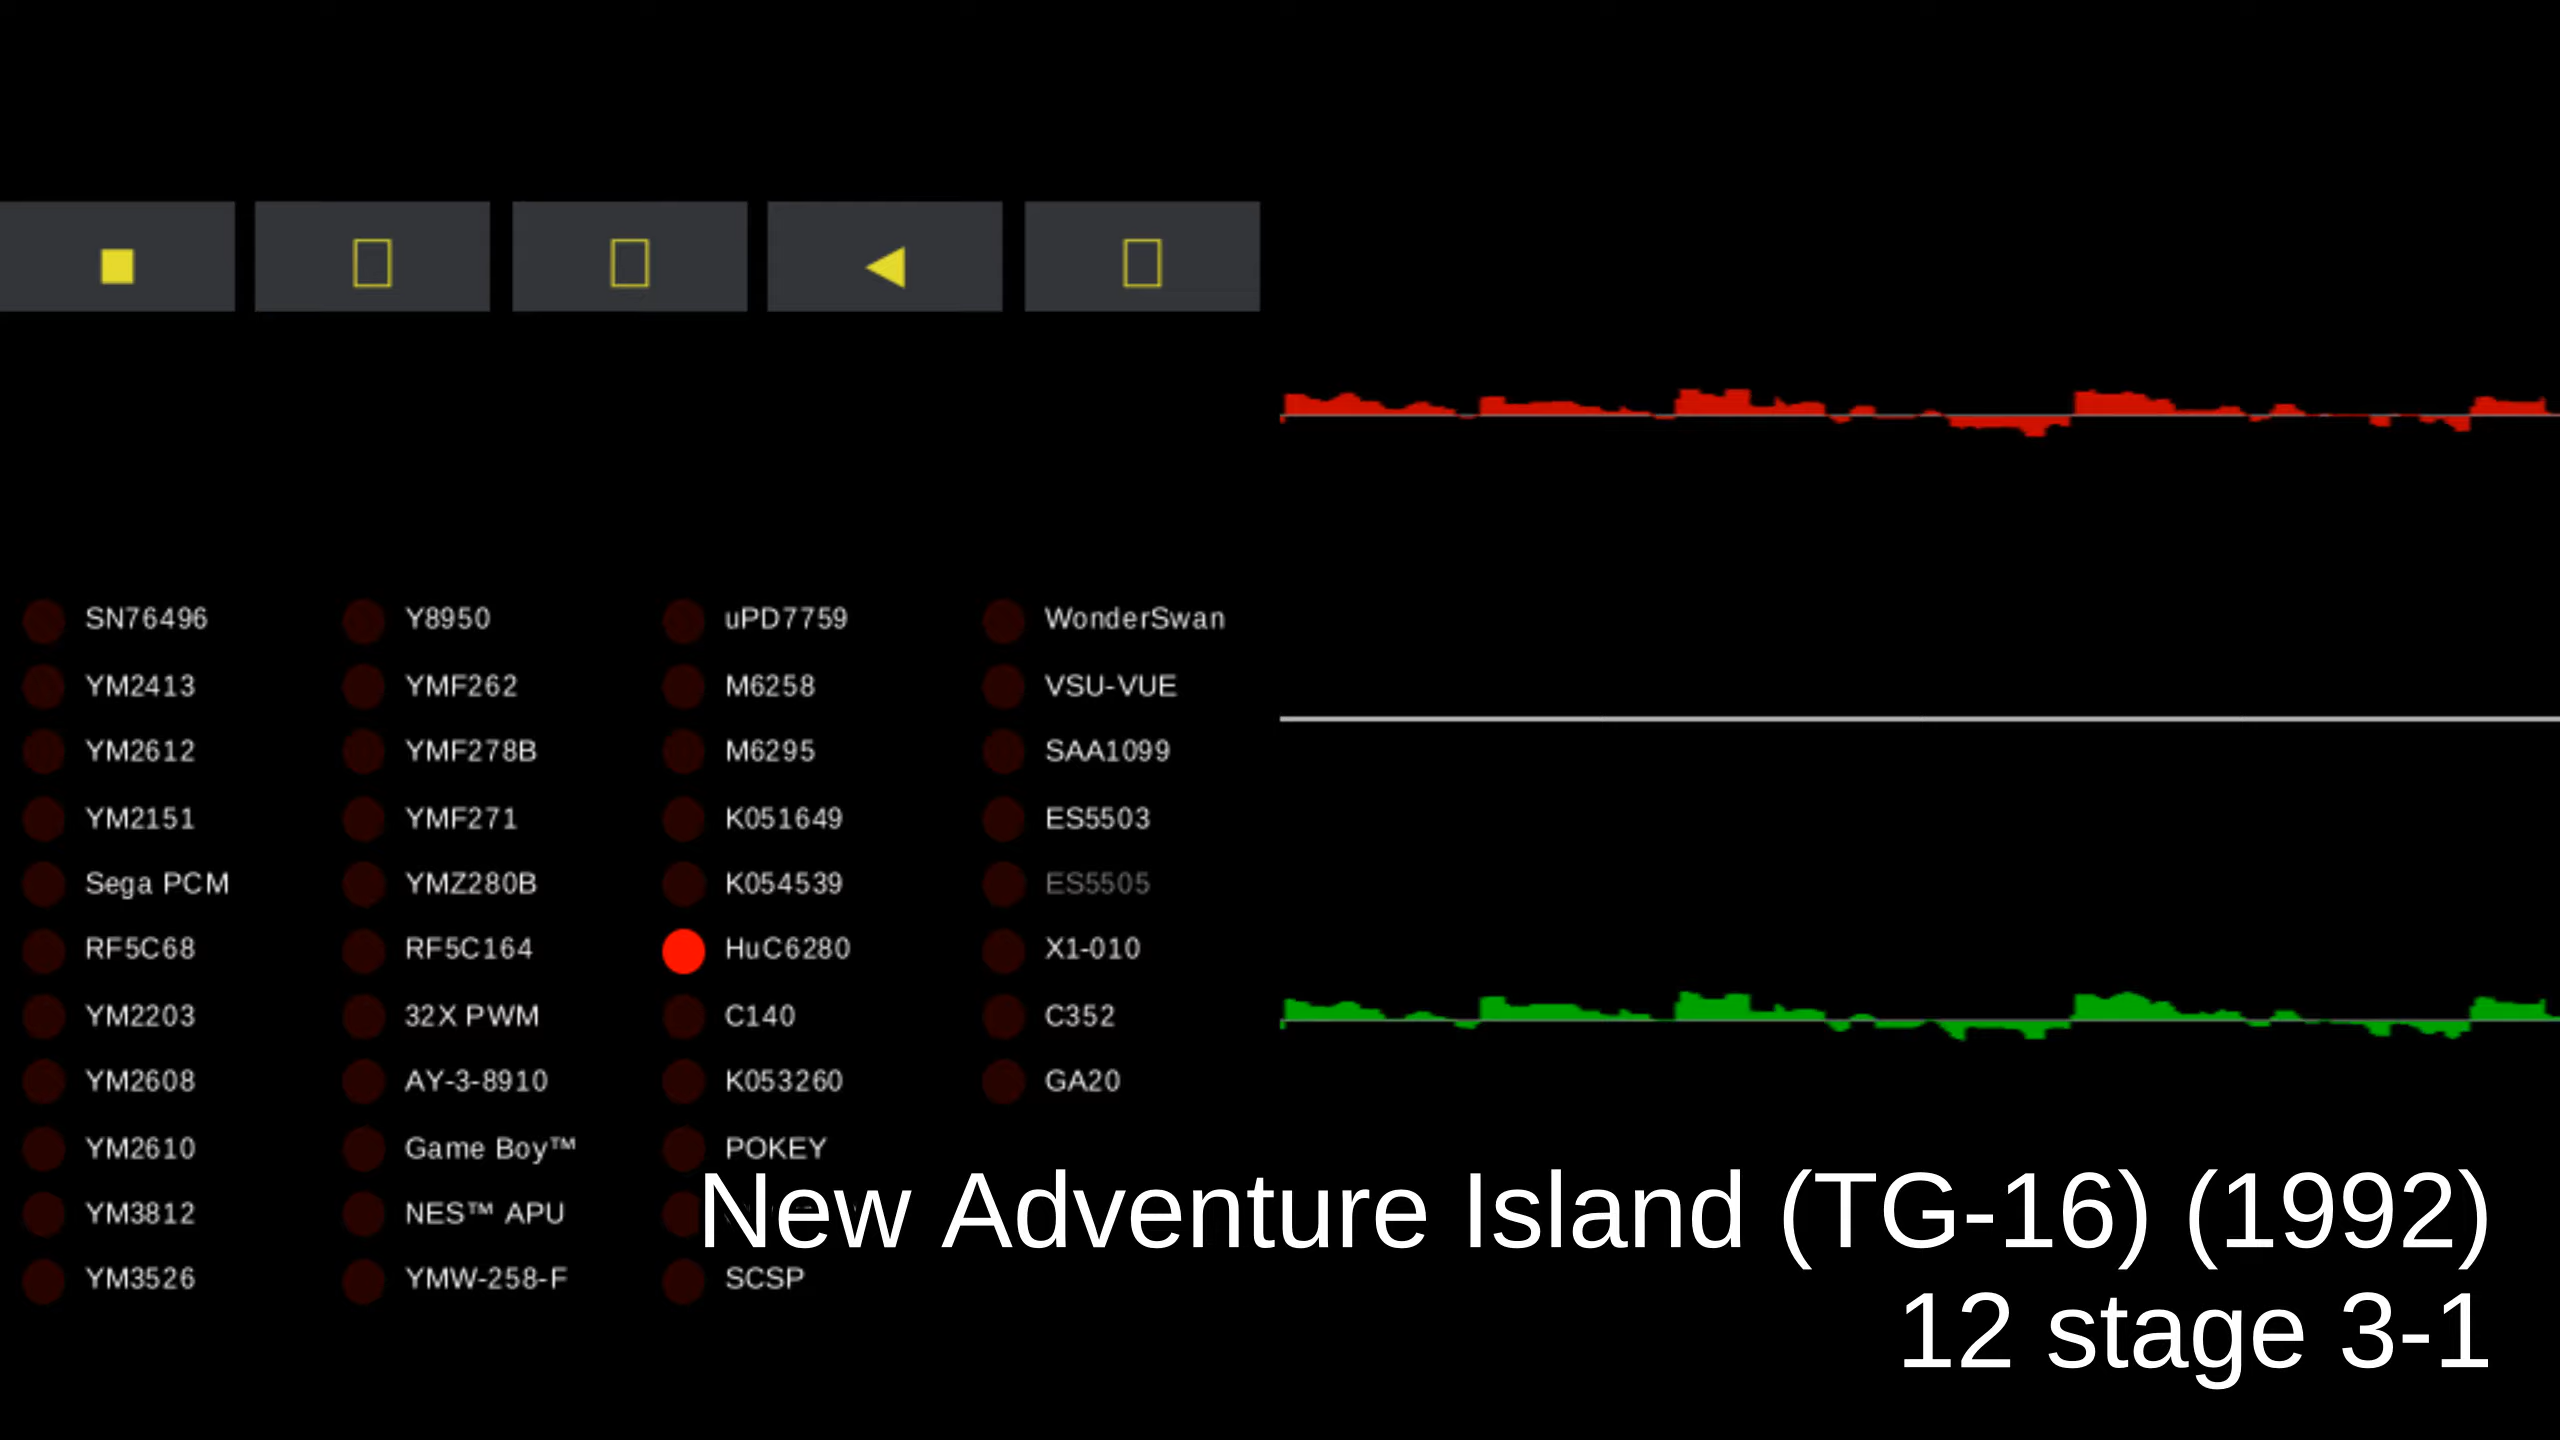 SN76496
YM2413
YM2612
YM2151
Sega PCM
RF5C68
YM2203
YM2608
YM2610
YM3812
YM3526
Y8950
YMF262
YMF278B
YMF271
YMZ280B
RF5C164
32X PWM
AY-3-8910
Game Boy™
NES™ APU
YMW-258-F
uPD7759
M6258
M6295
K051649
K054539
HuC6280
C140
K053260
POKEY
SCSP
WonderSwan
VSU-VUE
SAA1099
ES5503
ES5505
X1-010
C352
GA20
New Adventure Island (TG-16) (1992)
12 stage 3-1